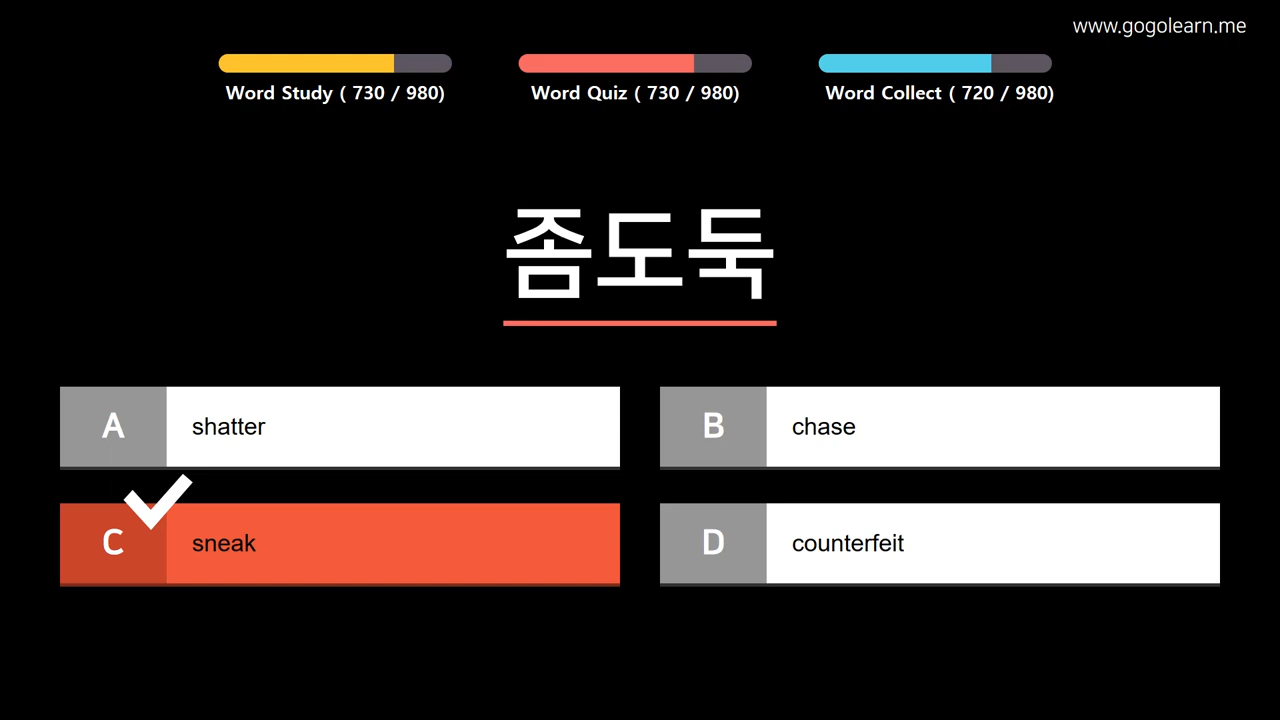 www.gogolearn.me
Word Study ( 730 / 980)
Word Quiz ( 730 / 980)
Word Collect ( 720 / 980)
좀도둑
A shatter
B chase
C sneak
D counterfeit